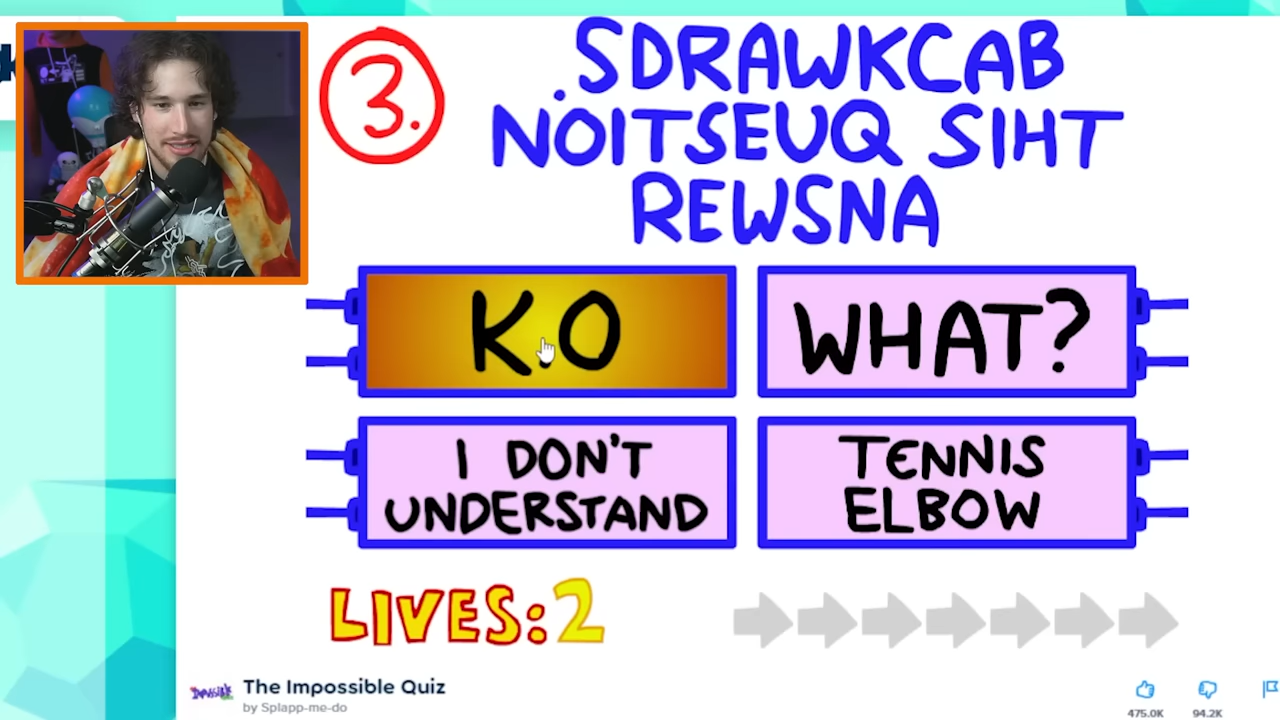 3.
.SDRAWKCAB
NOITSEUQ SIHT
REWSNA
K.O
WHAT?
I DON'T
UNDERSTAND
TENNIS
ELBOW
LIVES:2
The Impossible Quiz
by Splapp-me-do
475.0K
94.2K